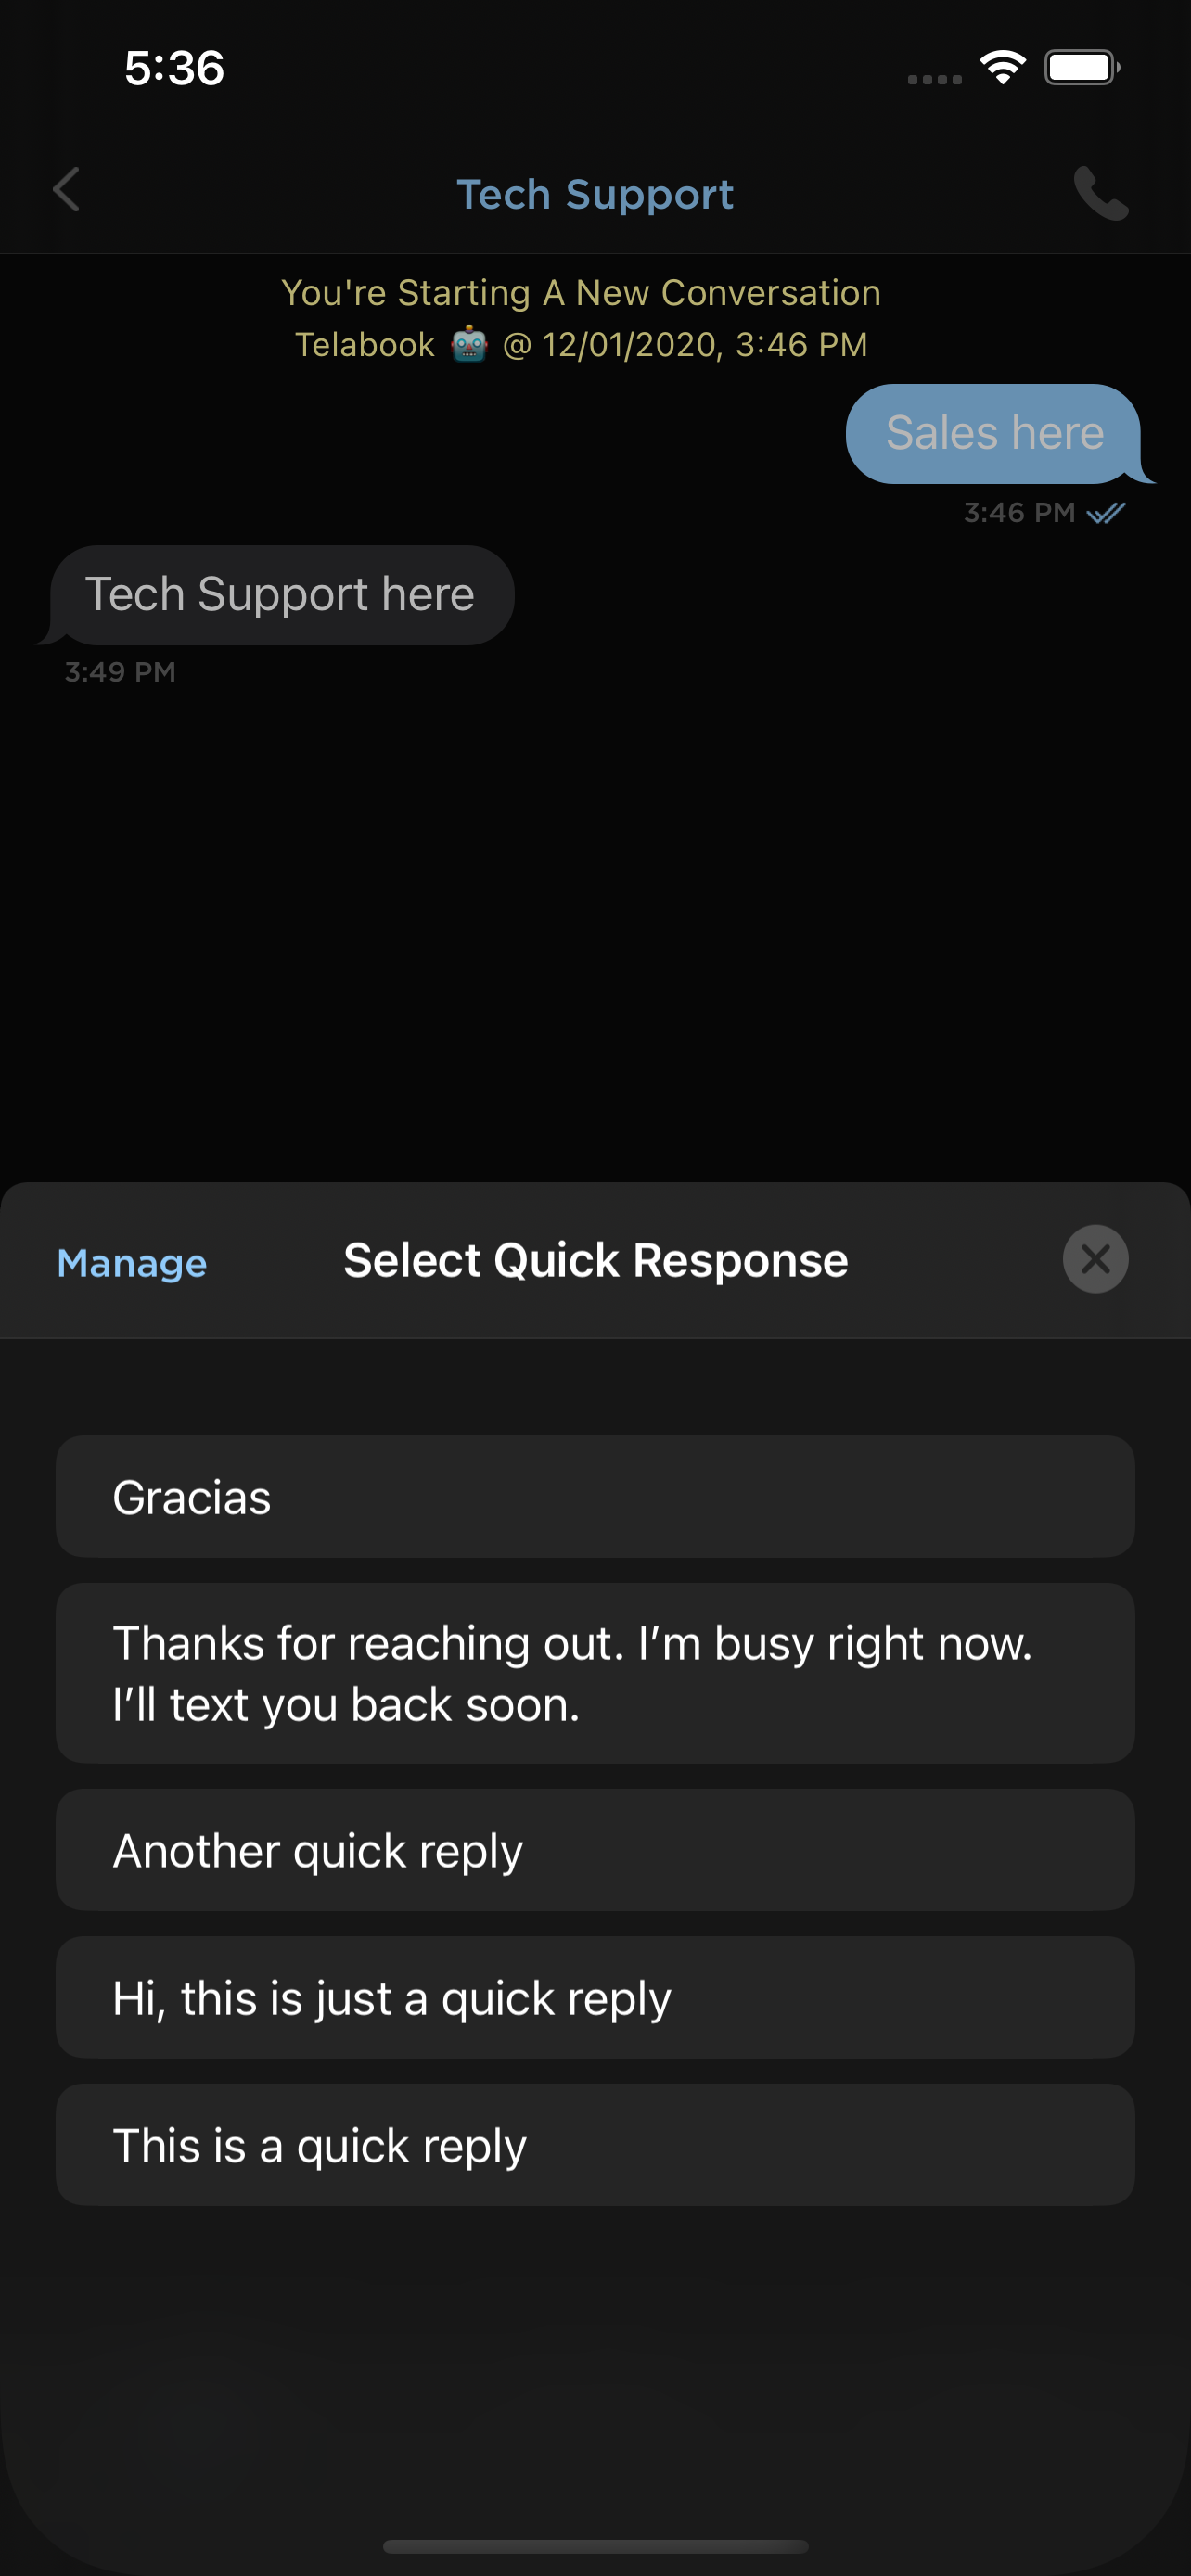 5:36
Tech Support
You're Starting A New Conversation
Telabook 🤖 @ 12/01/2020, 3:46 PM
Sales here
3:46 PM
Tech Support here
3:49 PM
Manage
Select Quick Response
Gracias
Thanks for reaching out. I’m busy right now.
I’ll text you back soon.
Another quick reply
Hi, this is just a quick reply
This is a quick reply